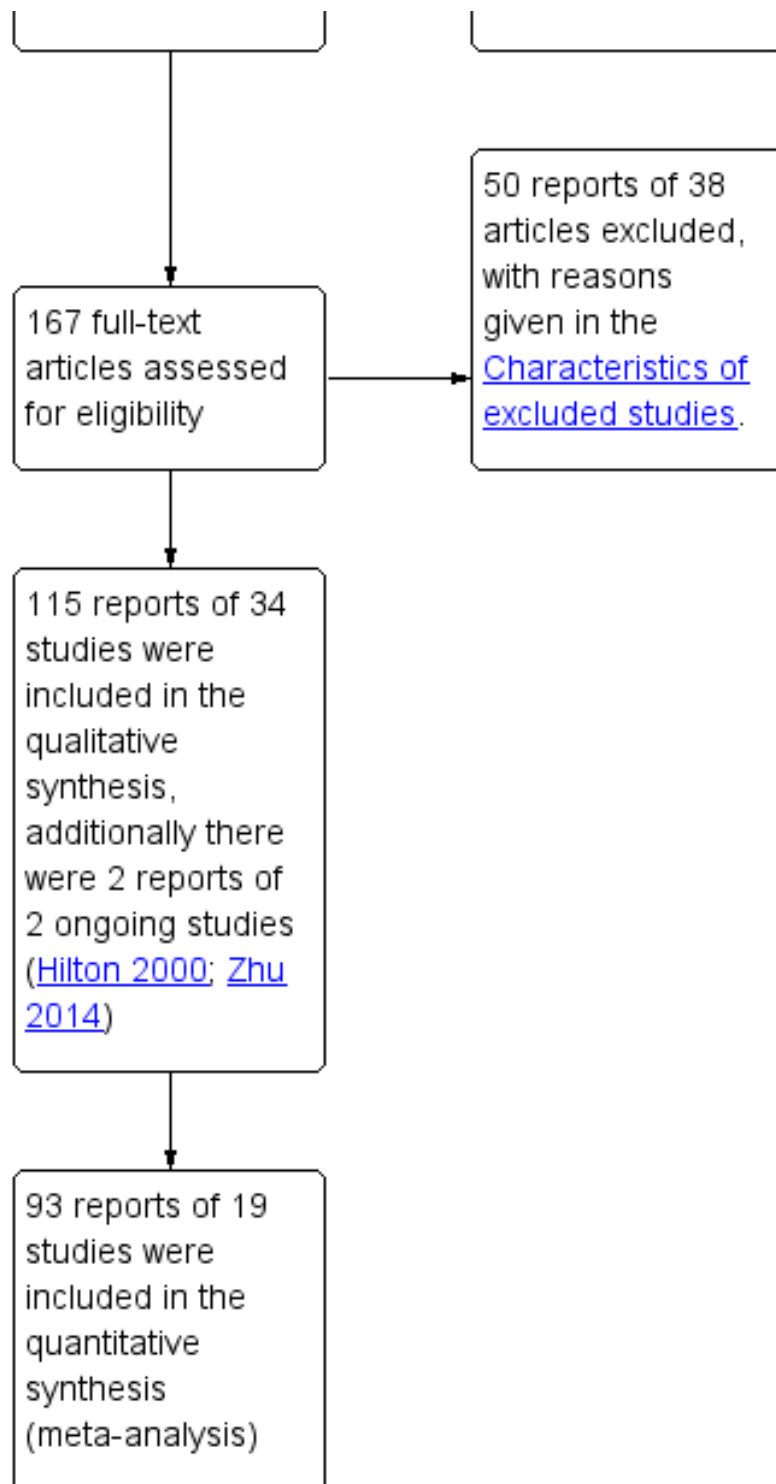 50 reports of 38
articles excluded,
with reasons
given in the
Characteristics of
excluded studies.
167 full-text
articles assessed
for eligibility
115 reports of 34
studies were
included in the
qualitative
synthesis,
additionally there
were 2 reports of
2 ongoing studies
(Hilton 2000; Zhu
2014)
93 reports of 19
studies were
included in the
quantitative
synthesis
(meta-analysis)